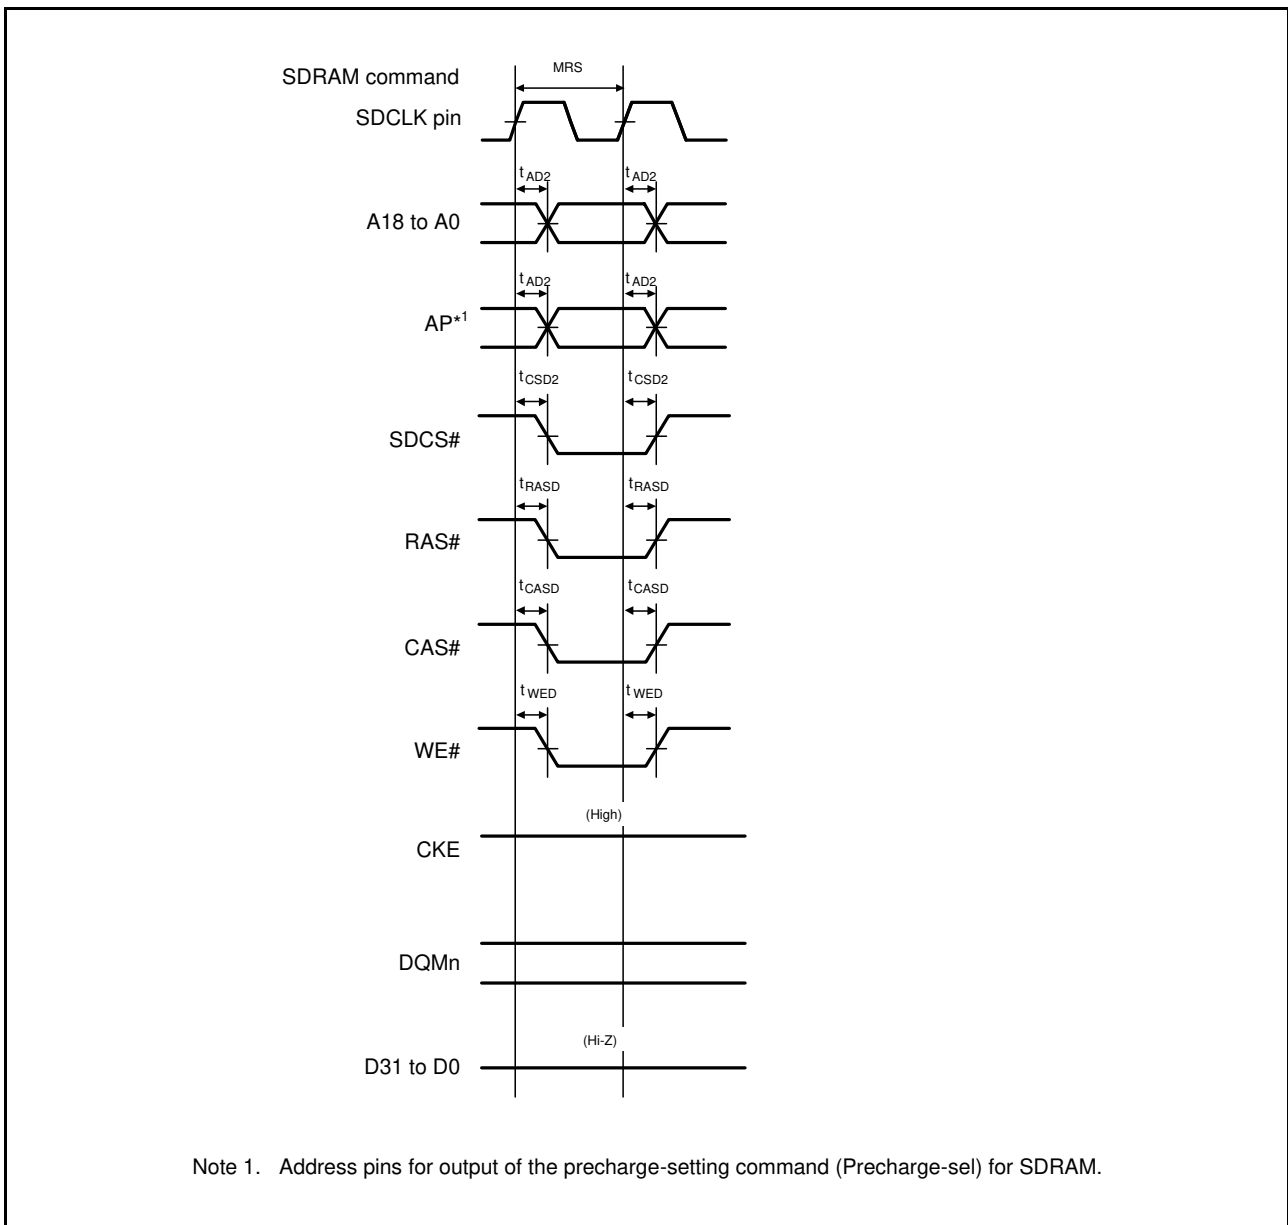 MRS
SDRAM command
SDCLK pin
tAD2 tAD2
A18 to A0
tAD2 tAD2
AP*1
tCSD2 tCSD2
SDCS#
tRASD tRASD
RAS#
tCASD tCASD
CAS#
tWED tWED
WE#
(High)
CKE
DQMn
(Hi-Z)
D31 to D0
Note 1. Address pins for output of the precharge-setting command (Precharge-sel) for SDRAM.